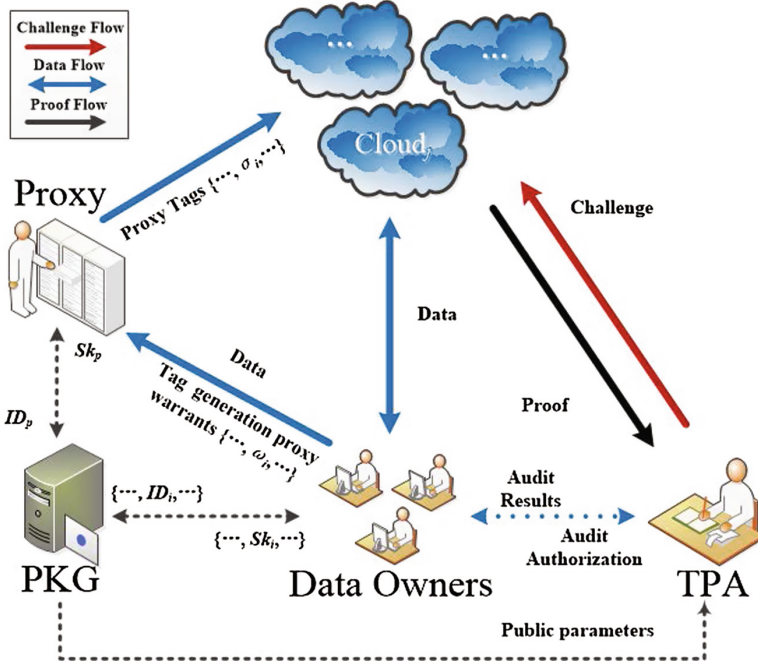 Challenge Flow
Data Flow
Proof Flow
...
...
Cloudⱼ
Proxy
Proxy Tags {···, σᵢ,···}
Challenge
Data
Skₚ
Data
Tag generation proxy
warrants {···, ωᵢ,···}
Proof
IDₚ
{···, IDᵢ,···}
{···, Skᵢ,···}
Audit
Results
Audit
Authorization
PKG
Data Owners
TPA
Public parameters